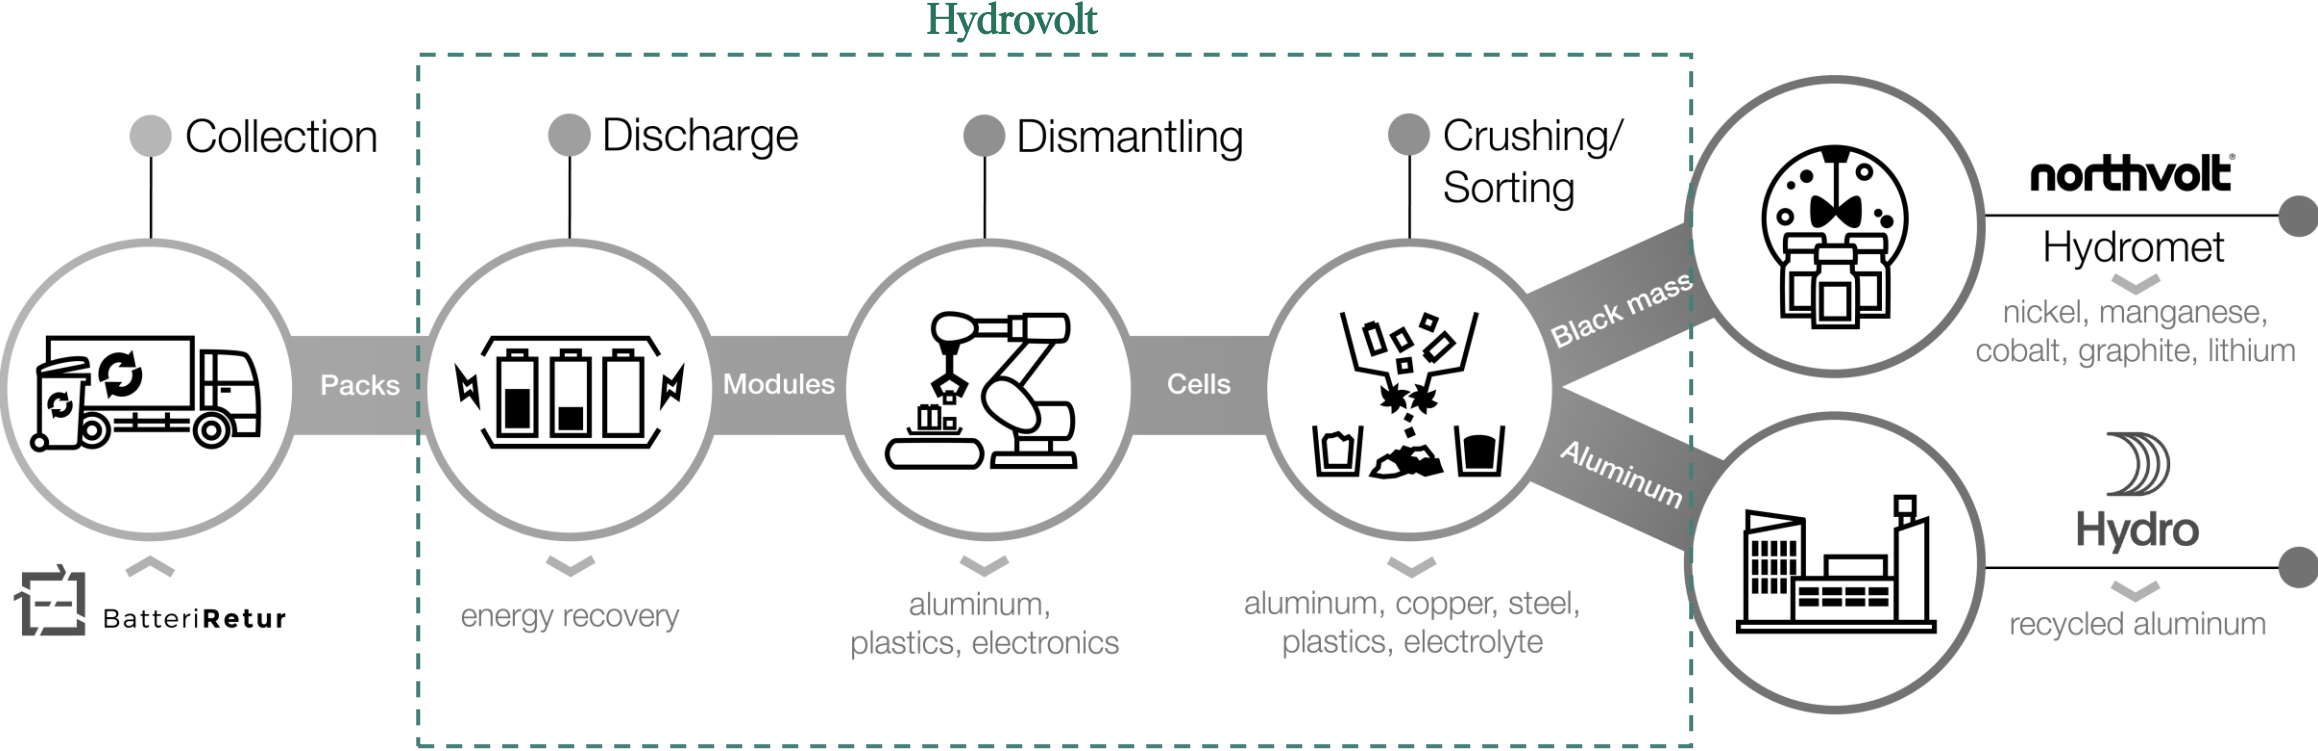 Hydrovolt
Collection
Discharge
Dismantling
Crushing/
Sorting
Packs
Modules
Cells
Black mass
Aluminum
BatteriRetur
energy recovery
aluminum,
plastics, electronics
aluminum, copper, steel,
plastics, electrolyte
northvolt®
Hydromet
nickel, manganese,
cobalt, graphite, lithium
Hydro
recycled aluminum